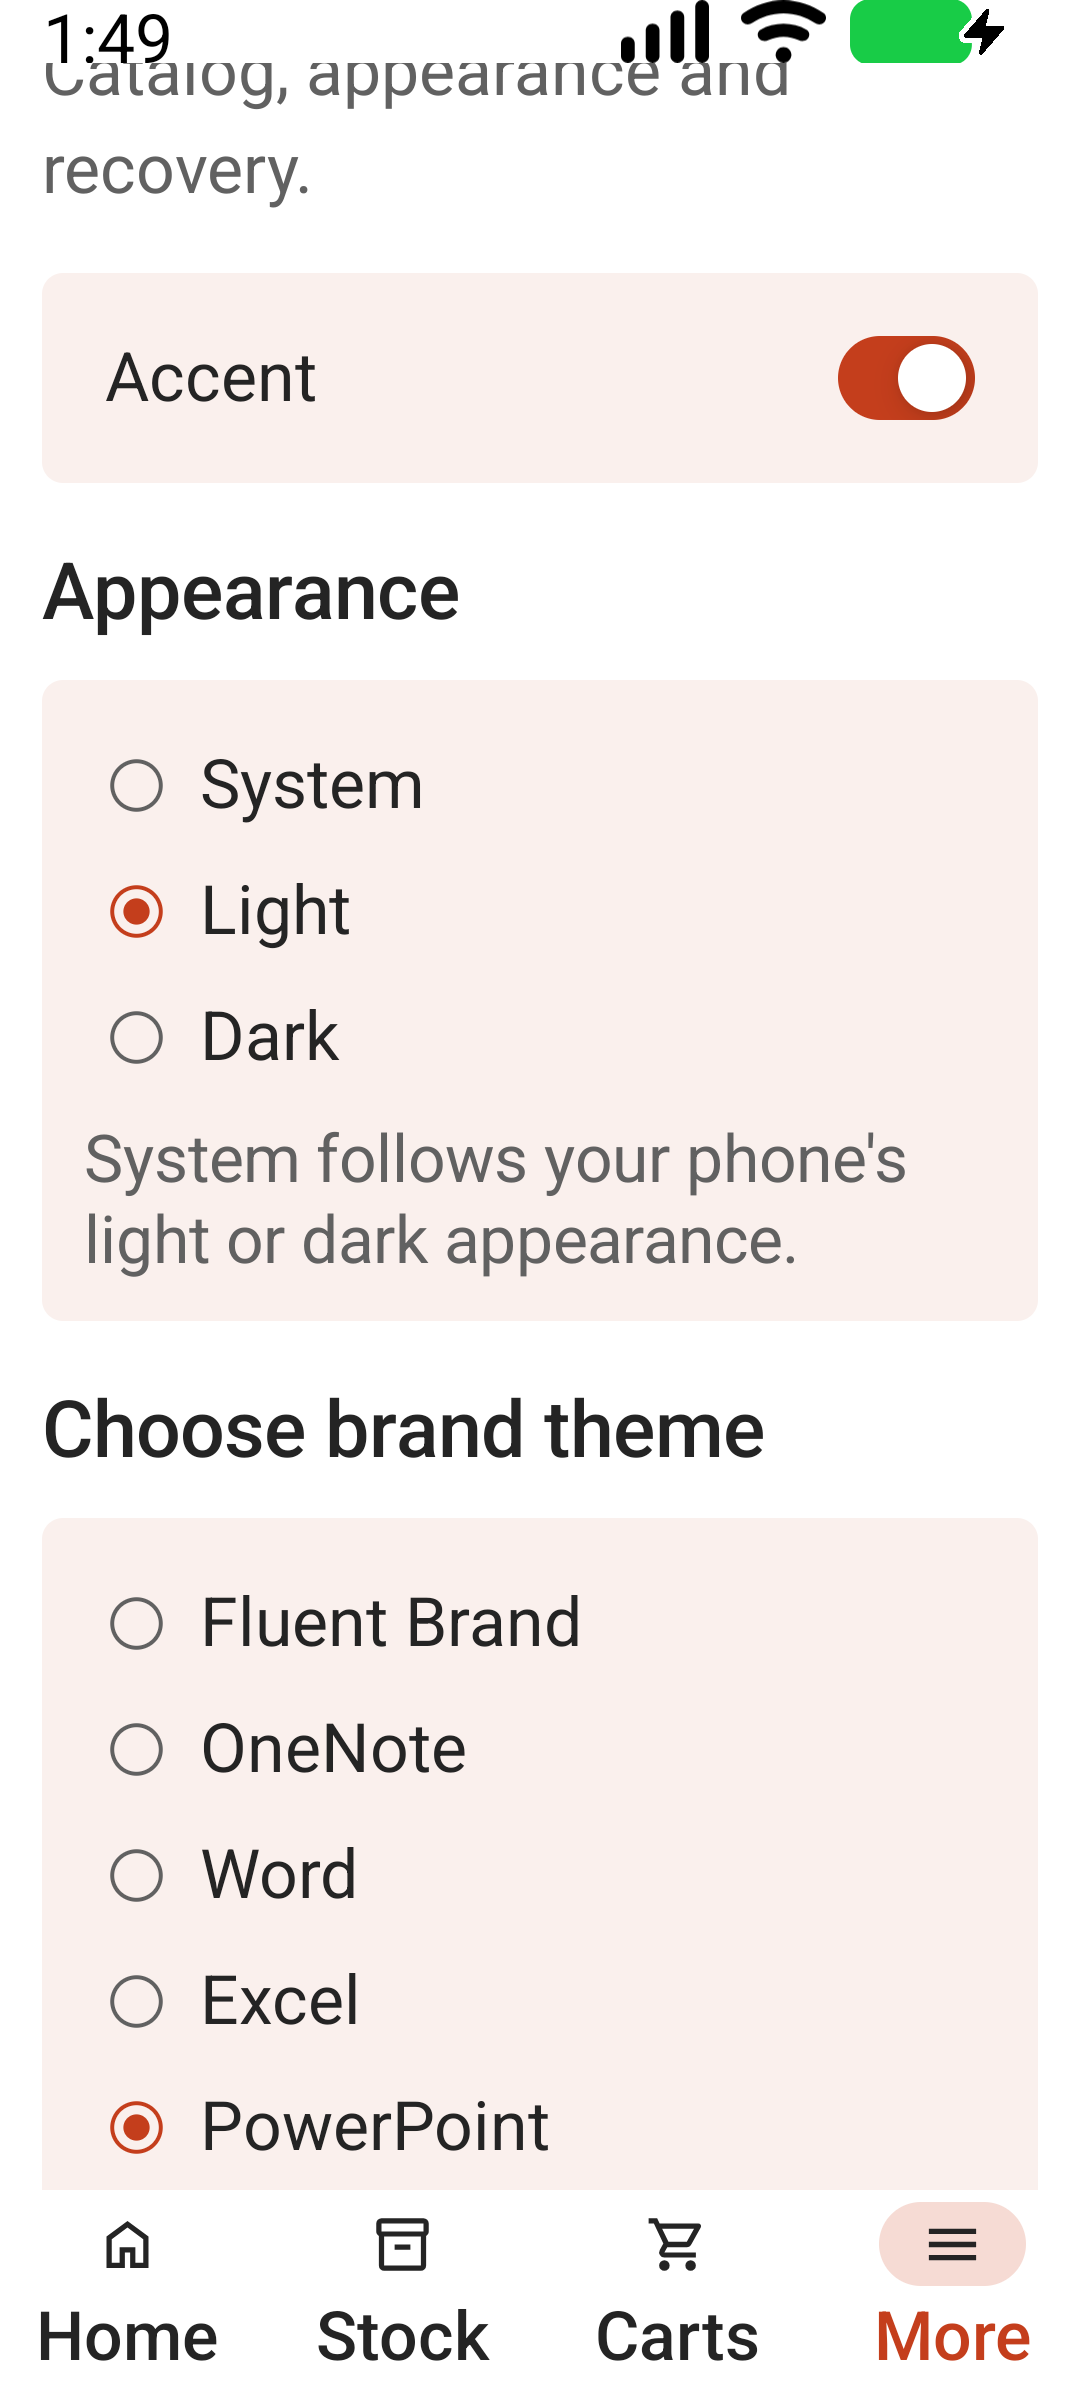 1:49
Catalog, appearance and
recovery.
Accent
Appearance
System
Light
Dark
System follows your phone's
light or dark appearance.
Choose brand theme
Fluent Brand
OneNote
Word
Excel
PowerPoint
Home
Stock
Carts
More